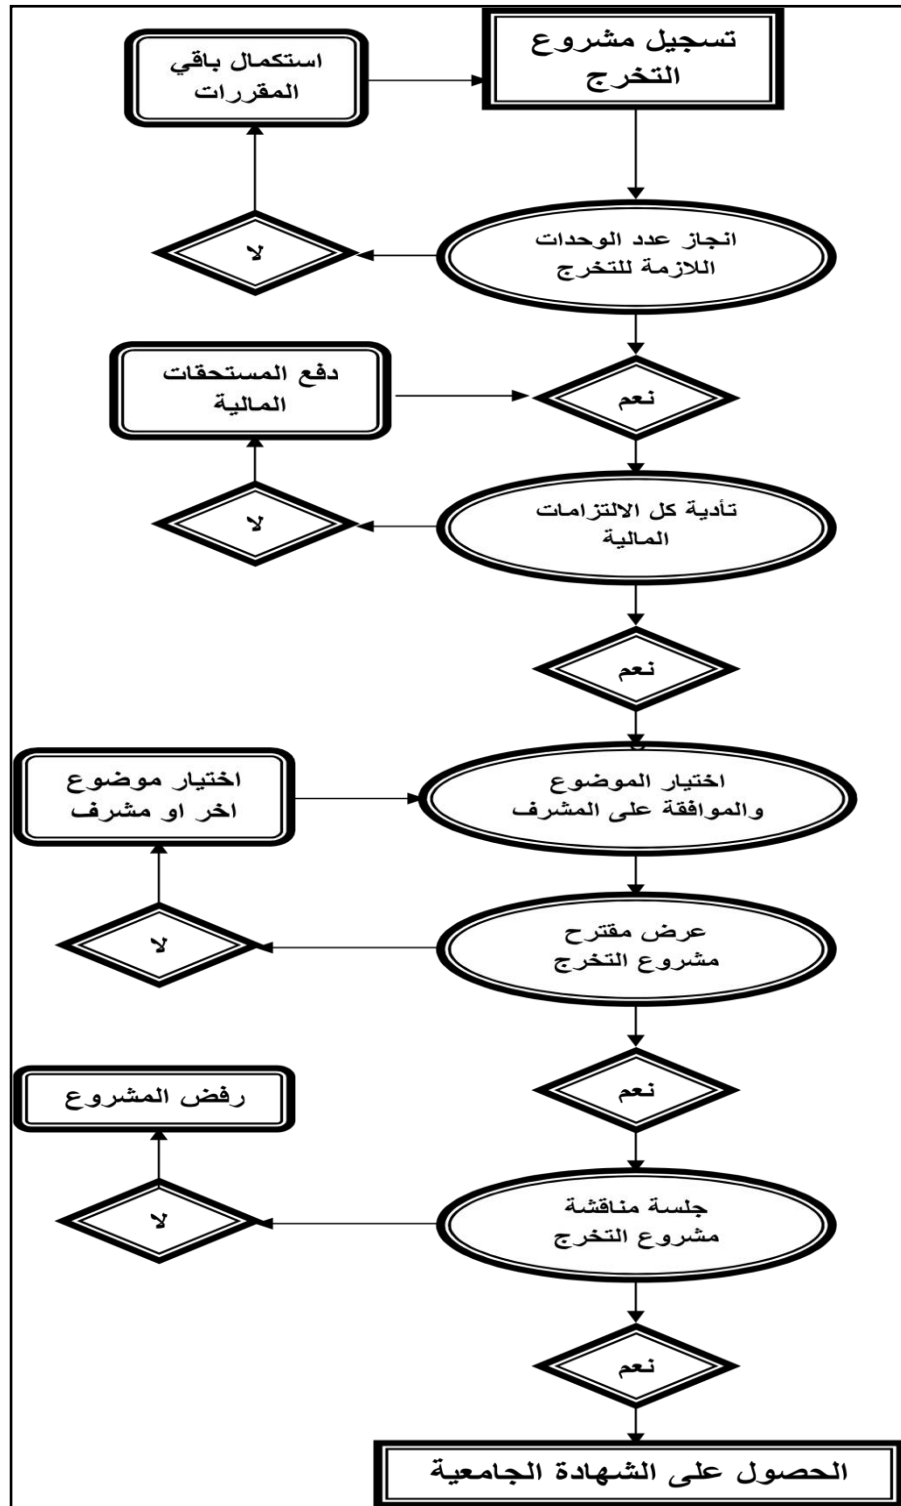 تسجيل مشروع
التخرج
استكمال باقي
المقررات
انجاز عدد الوحدات
اللازمة للتخرج
لا
نعم
دفع المستحقات
المالية
تأدية كل الالتزامات
المالية
لا
نعم
اختيار الموضوع
والموافقة على المشرف
اختيار موضوع
اخر او مشرف
عرض مقترح
مشروع التخرج
لا
نعم
رفض المشروع
جلسة مناقشة
مشروع التخرج
لا
نعم
الحصول على الشهادة الجامعية